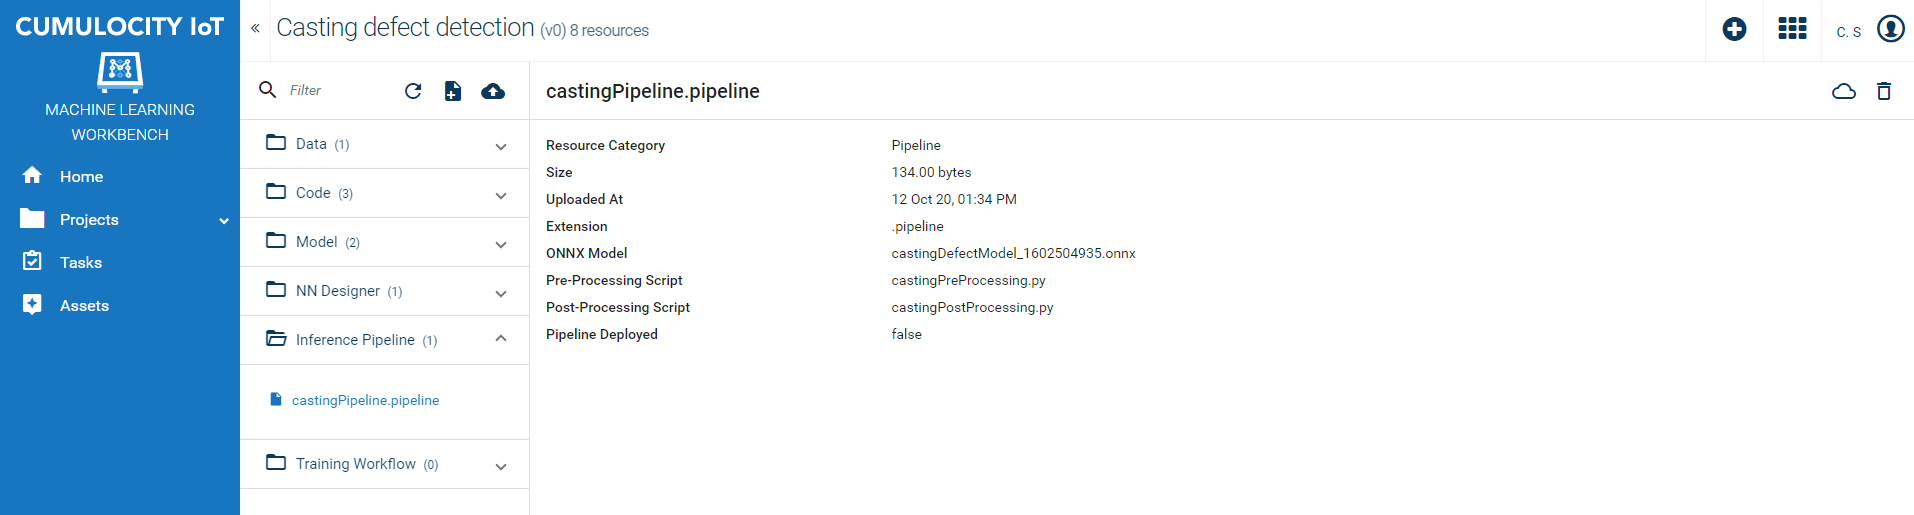 CUMULOCITY IoT
MACHINE LEARNING
WORKBENCH
Home
Projects
Tasks
Assets
« Casting defect detection (v0) 8 resources
C. S
Filter
Data (1)
Code (3)
Model (2)
NN Designer (1)
Inference Pipeline (1)
castingPipeline.pipeline
Training Workflow (0)
castingPipeline.pipeline
Resource Category Pipeline
Size 134.00 bytes
Uploaded At 12 Oct 20, 01:34 PM
Extension .pipeline
ONNX Model castingDefectModel_1602504935.onnx
Pre-Processing Script castingPreProcessing.py
Post-Processing Script castingPostProcessing.py
Pipeline Deployed false